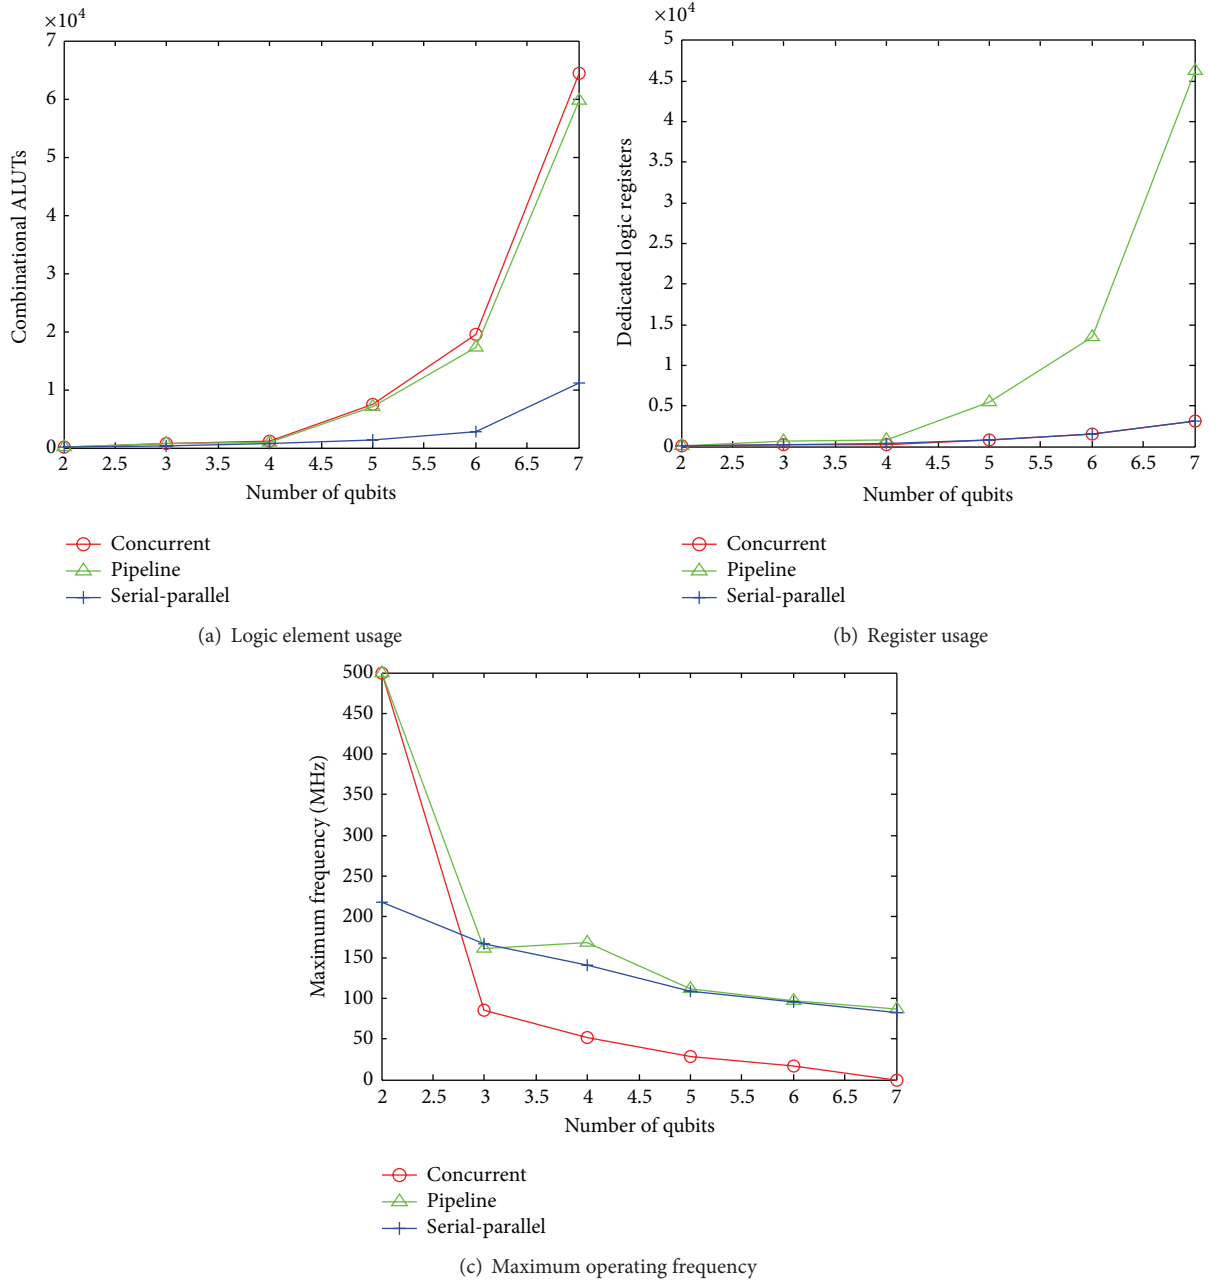 ×10⁴
7
6
5
4
3
2
1
0
Combinational ALUTs
2 2.5 3 3.5 4 4.5 5 5.5 6 6.5 7
Number of qubits
Concurrent
Pipeline
Serial-parallel
(a) Logic element usage
×10⁴
5
4.5
4
3.5
3
2.5
2
1.5
1
0.5
0
Dedicated logic registers
2 2.5 3 3.5 4 4.5 5 5.5 6 6.5 7
Number of qubits
Concurrent
Pipeline
Serial-parallel
(b) Register usage
500
450
400
350
300
250
200
150
100
50
0
Maximum frequency (MHz)
2 2.5 3 3.5 4 4.5 5 5.5 6 6.5 7
Number of qubits
Concurrent
Pipeline
Serial-parallel
(c) Maximum operating frequency